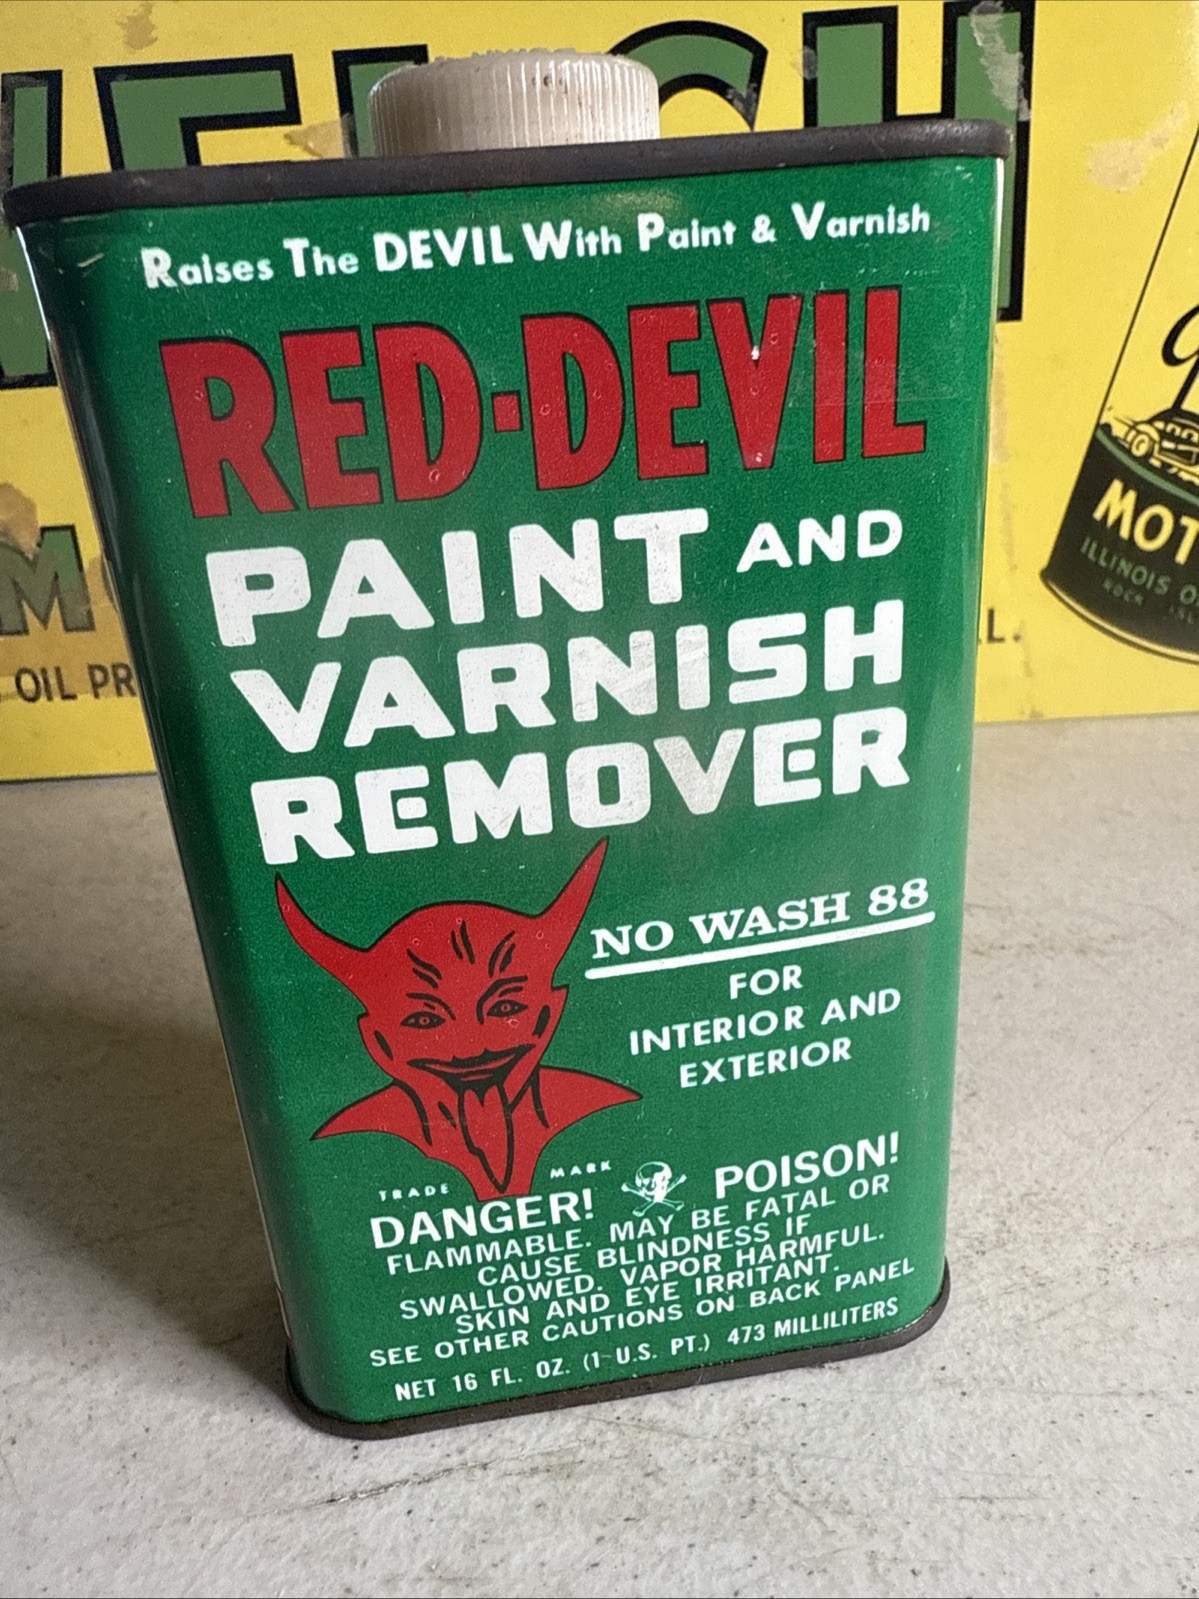 Raises The DEVIL With Paint & Varnish
RED-DEVIL
PAINT AND
VARNISH
REMOVER
NO WASH 88
FOR
INTERIOR AND
EXTERIOR
TRADE MARK
DANGER! POISON!
FLAMMABLE. MAY BE FATAL OR
CAUSE BLINDNESS IF
SWALLOWED. VAPOR HARMFUL.
SKIN AND EYE IRRITANT.
SEE OTHER CAUTIONS ON BACK PANEL
NET 16 FL. OZ. (1 U.S. PT.) 473 MILLILITERS
OIL PR
MOT
ILLINOIS O
ROCK
L.